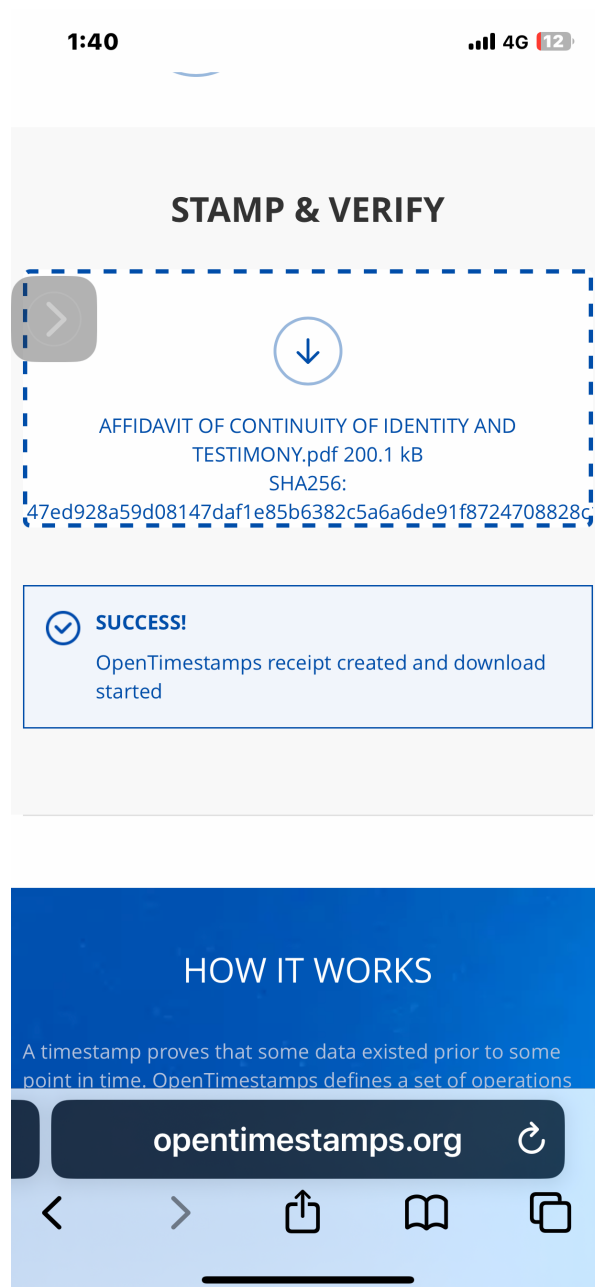 1:40
4G 12
STAMP & VERIFY
AFFIDAVIT OF CONTINUITY OF IDENTITY AND
TESTIMONY.pdf 200.1 kB
SHA256:
47ed928a59d08147daf1e85b6382c5a6a6de91f8724708828c
SUCCESS!
OpenTimestamps receipt created and download
started
HOW IT WORKS
A timestamp proves that some data existed prior to some
point in time. OpenTimestamps defines a set of operations
opentimestamps.org